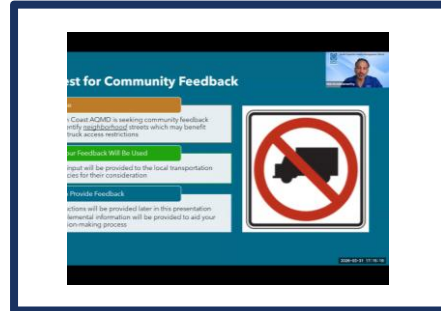 est for Community Feedback
e
n Coast AQMD is seeking community feedback
entify neighborhood streets which may benefit
truck access restrictions
our Feedback Will Be Used
input will be provided to the local transportation
cies for their consideration
Provide Feedback
ctions will be provided later in this presentation
lemental information will be provided to aid your
ion-making process